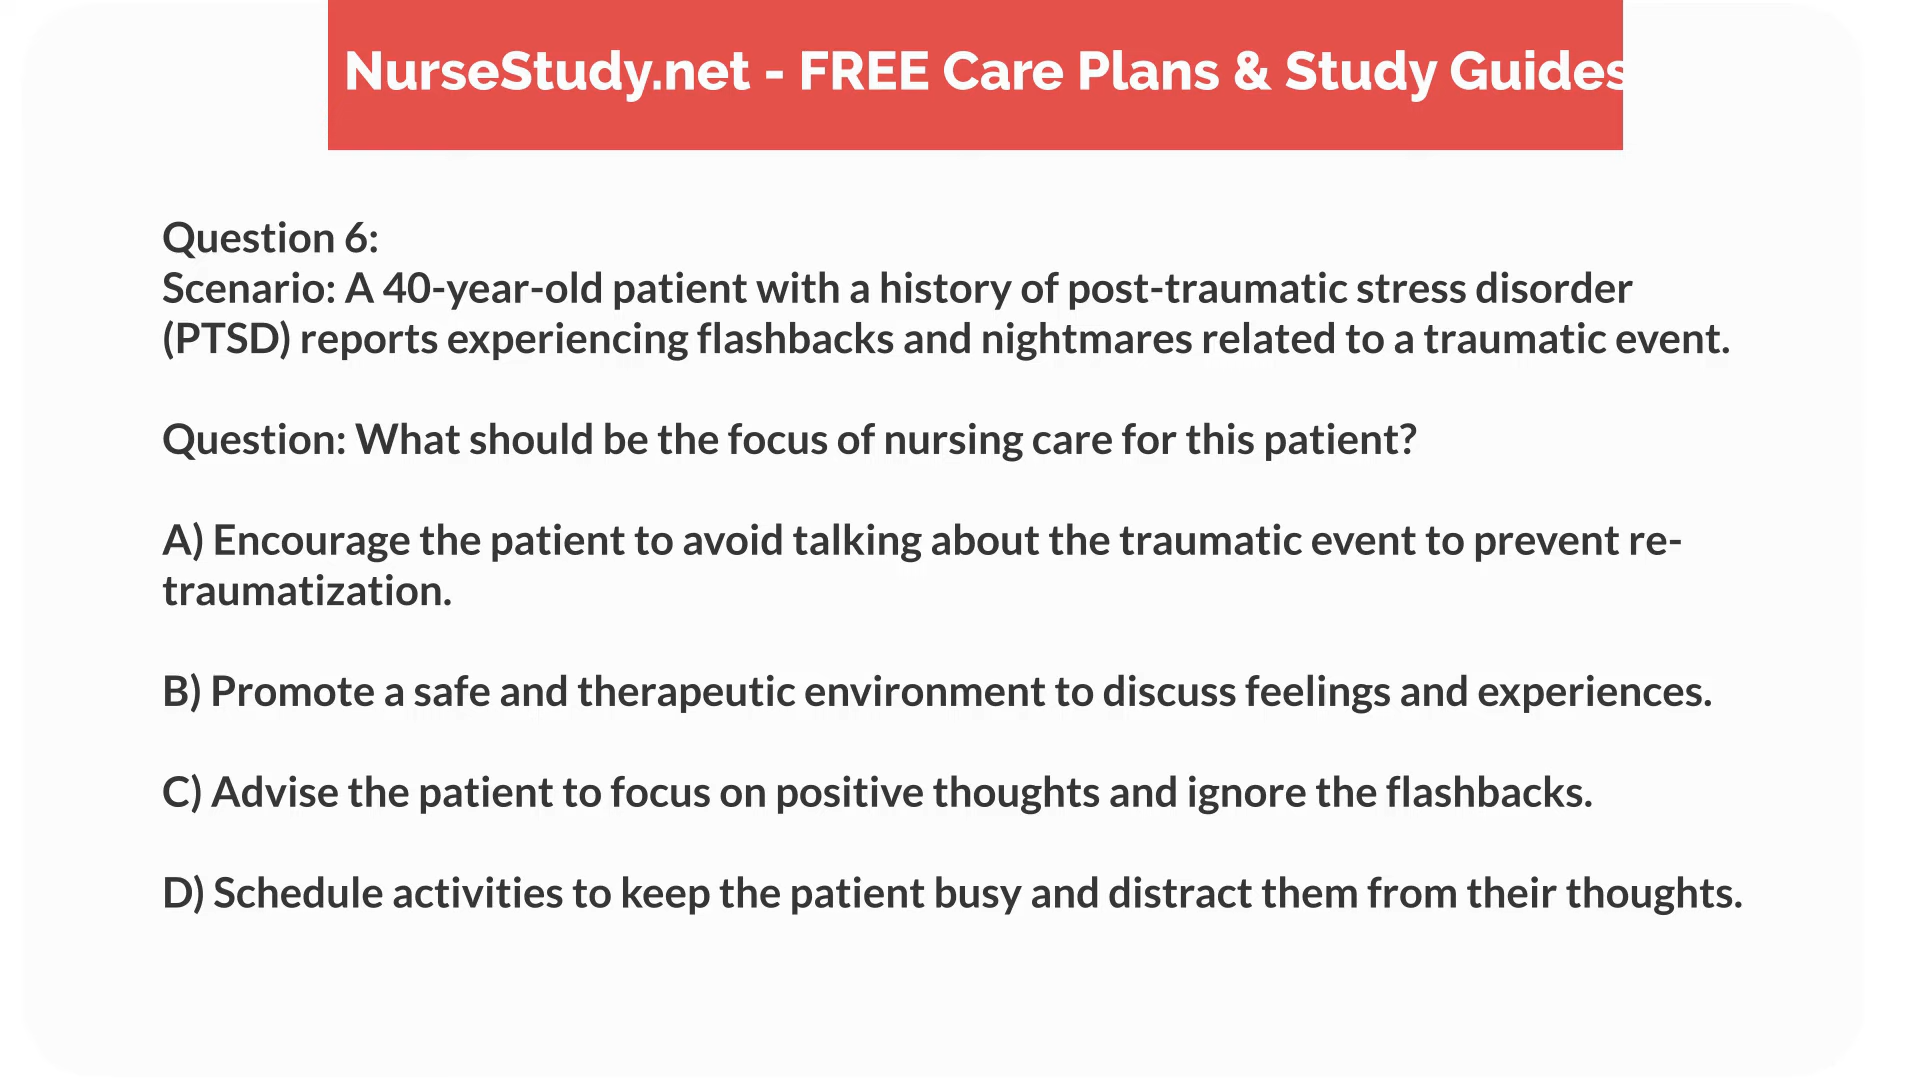 NurseStudy.net - FREE Care Plans & Study Guides
Question 6:
Scenario: A 40-year-old patient with a history of post-traumatic stress disorder
(PTSD) reports experiencing flashbacks and nightmares related to a traumatic event.
Question: What should be the focus of nursing care for this patient?
A) Encourage the patient to avoid talking about the traumatic event to prevent re-
traumatization.
B) Promote a safe and therapeutic environment to discuss feelings and experiences.
C) Advise the patient to focus on positive thoughts and ignore the flashbacks.
D) Schedule activities to keep the patient busy and distract them from their thoughts.